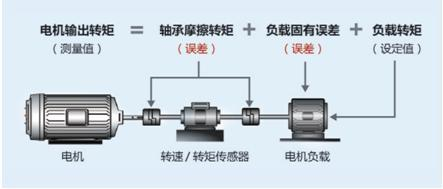 电机输出转矩 = 轴承摩擦转矩 + 负载固有误差 + 负载转矩
（测量值） （误差） （误差） （设定值）
电机 转速/转矩传感器 电机负载